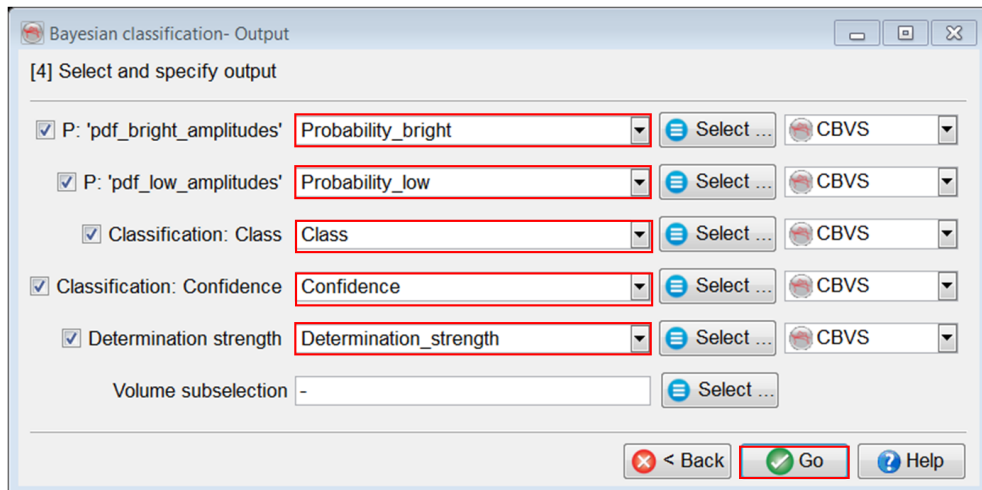 Bayesian classification- Output
[4] Select and specify output
P: 'pdf_bright_amplitudes' Probability_bright Select ... CBVS
P: 'pdf_low_amplitudes' Probability_low Select ... CBVS
Classification: Class Class Select ... CBVS
Classification: Confidence Confidence Select ... CBVS
Determination strength Determination_strength Select ... CBVS
Volume subselection - Select ...
< Back Go Help